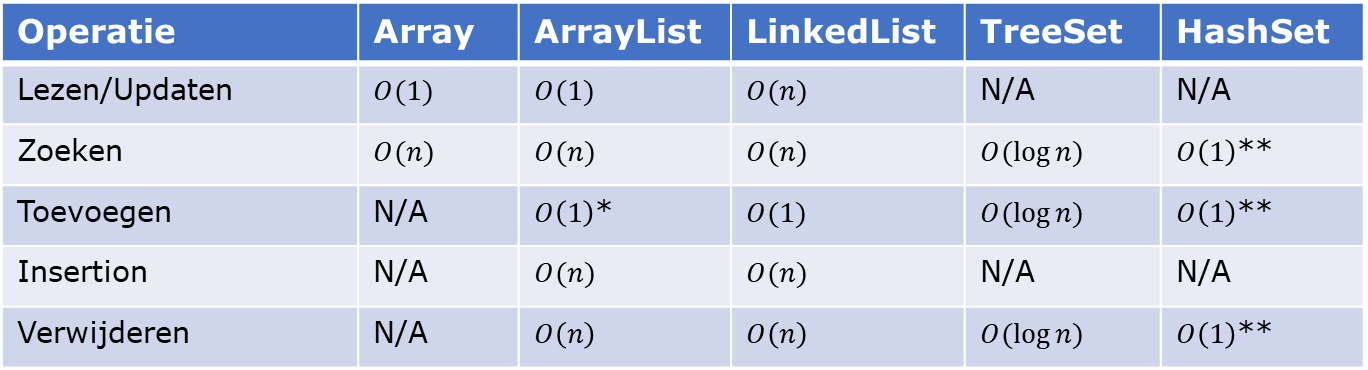 Operatie Array ArrayList LinkedList TreeSet HashSet
Lezen/Updaten O(1) O(1) O(n) N/A N/A
Zoeken O(n) O(n) O(n) O(log n) O(1)**
Toevoegen N/A O(1)* O(1) O(log n) O(1)**
Insertion N/A O(n) O(n) N/A N/A
Verwijderen N/A O(n) O(n) O(log n) O(1)**